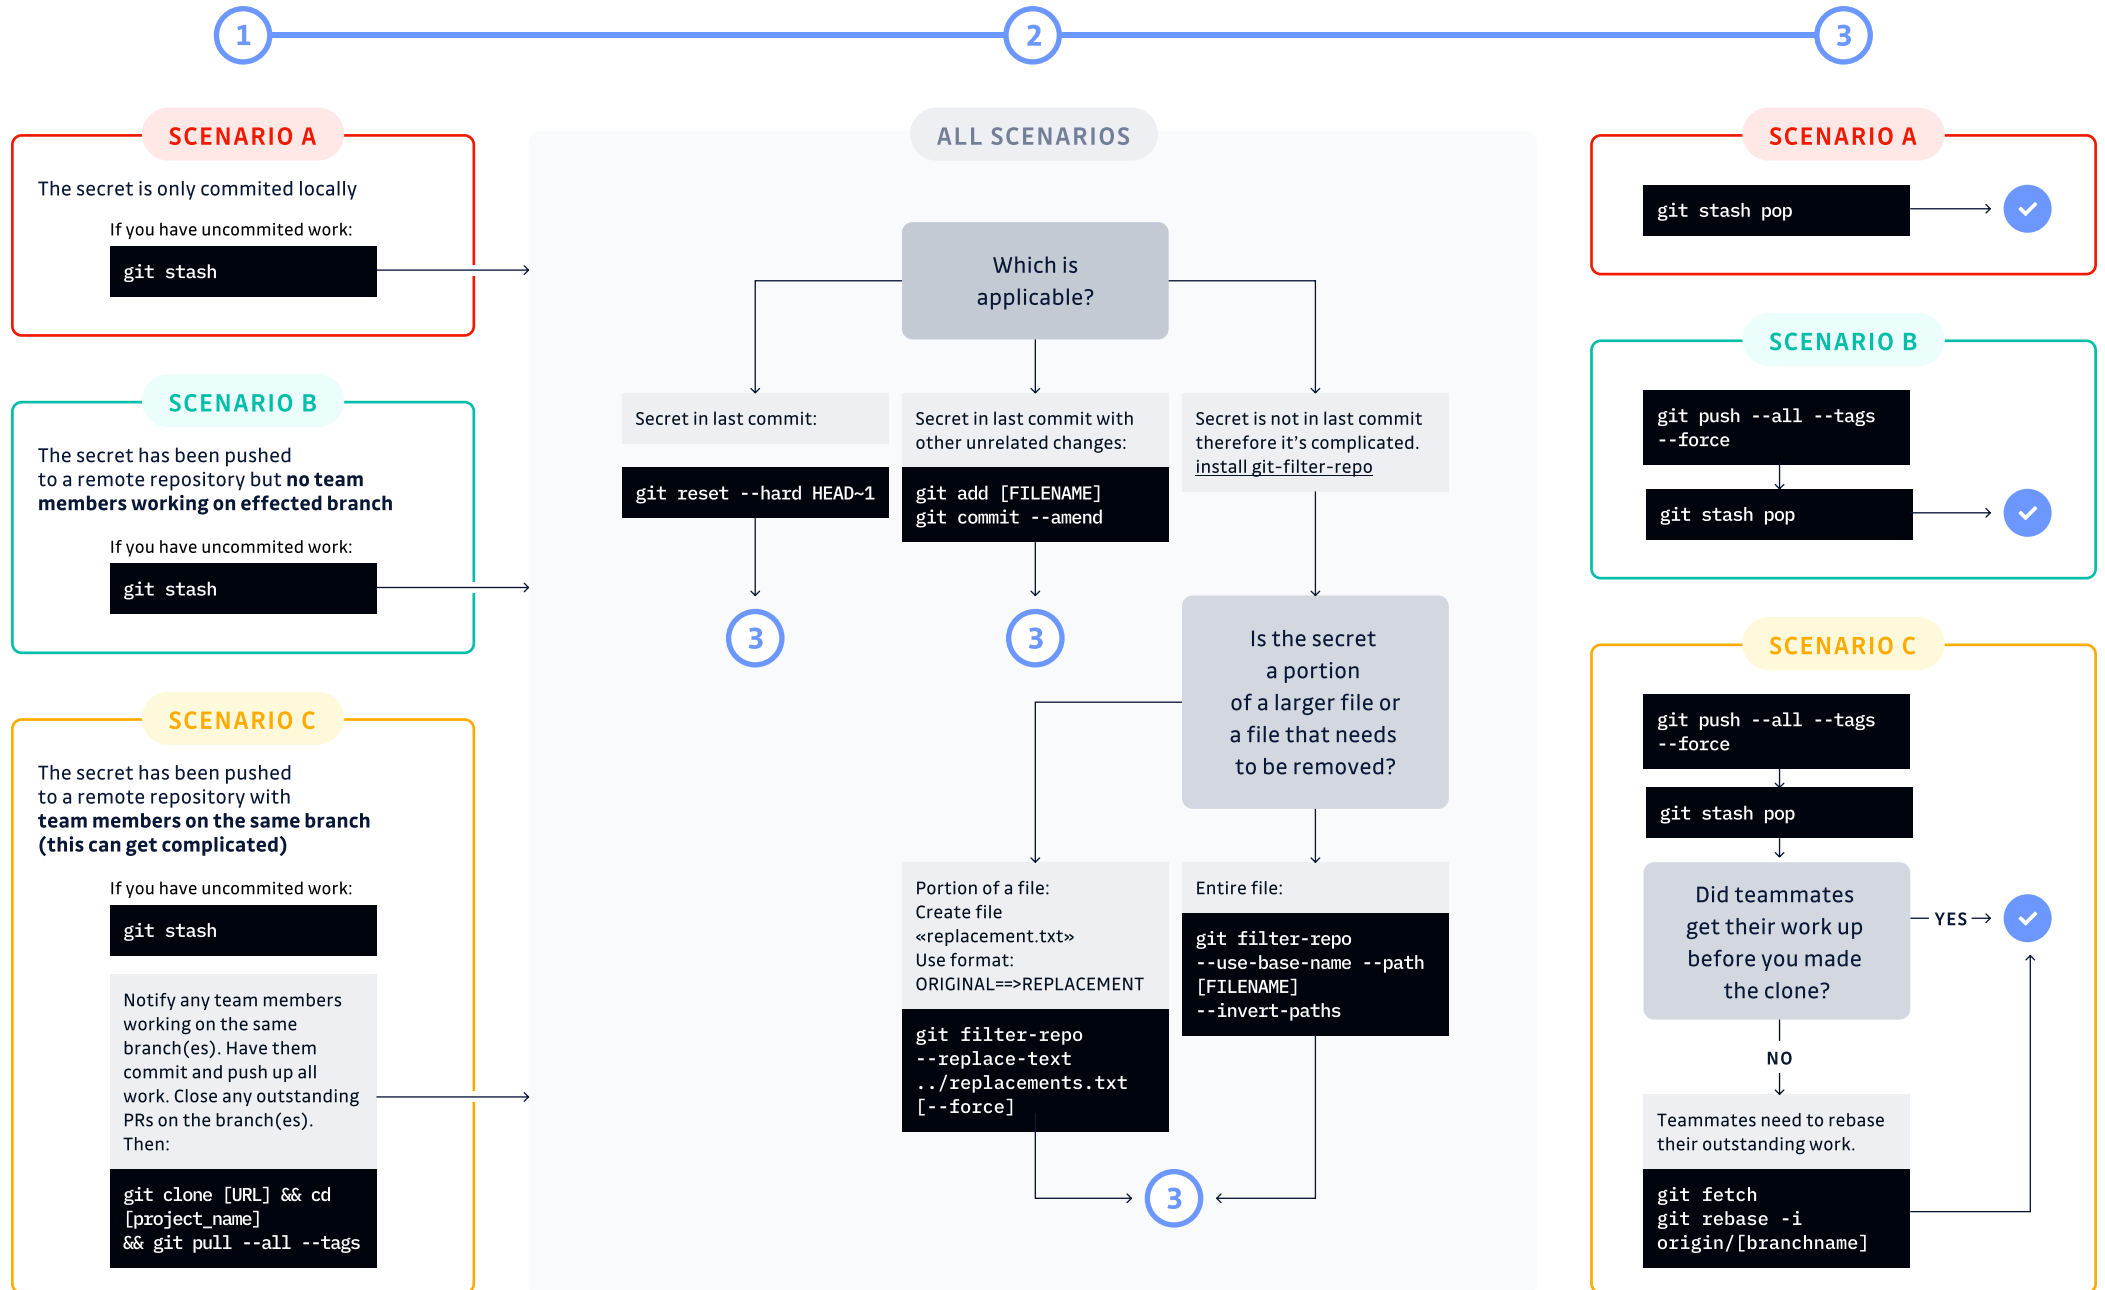 1
2
3
SCENARIO A
The secret is only commited locally
If you have uncommited work:
git stash
SCENARIO B
The secret has been pushed
to a remote repository but no team
members working on effected branch
If you have uncommited work:
git stash
SCENARIO C
The secret has been pushed
to a remote repository with
team members on the same branch
(this can get complicated)
If you have uncommited work:
git stash
Notify any team members
working on the same
branch(es). Have them
commit and push up all
work. Close any outstanding
PRs on the branch(es).
Then:
git clone [URL] && cd
[project_name]
&& git pull --all --tags
ALL SCENARIOS
Which is
applicable?
Secret in last commit:
git reset --hard HEAD~1
3
Secret in last commit with
other unrelated changes:
git add [FILENAME]
git commit --amend
3
Secret is not in last commit
therefore it's complicated.
install git-filter-repo
Is the secret
a portion
of a larger file or
a file that needs
to be removed?
Portion of a file:
Create file
«replacement.txt»
Use format:
ORIGINAL==>REPLACEMENT
git filter-repo
--replace-text
../replacements.txt
[--force]
Entire file:
git filter-repo
--use-base-name --path
[FILENAME]
--invert-paths
3
SCENARIO A
git stash pop
SCENARIO B
git push --all --tags
--force
git stash pop
SCENARIO C
git push --all --tags
--force
git stash pop
Did teammates
get their work up
before you made
the clone?
YES
NO
Teammates need to rebase
their outstanding work.
git fetch
git rebase -i
origin/[branchname]